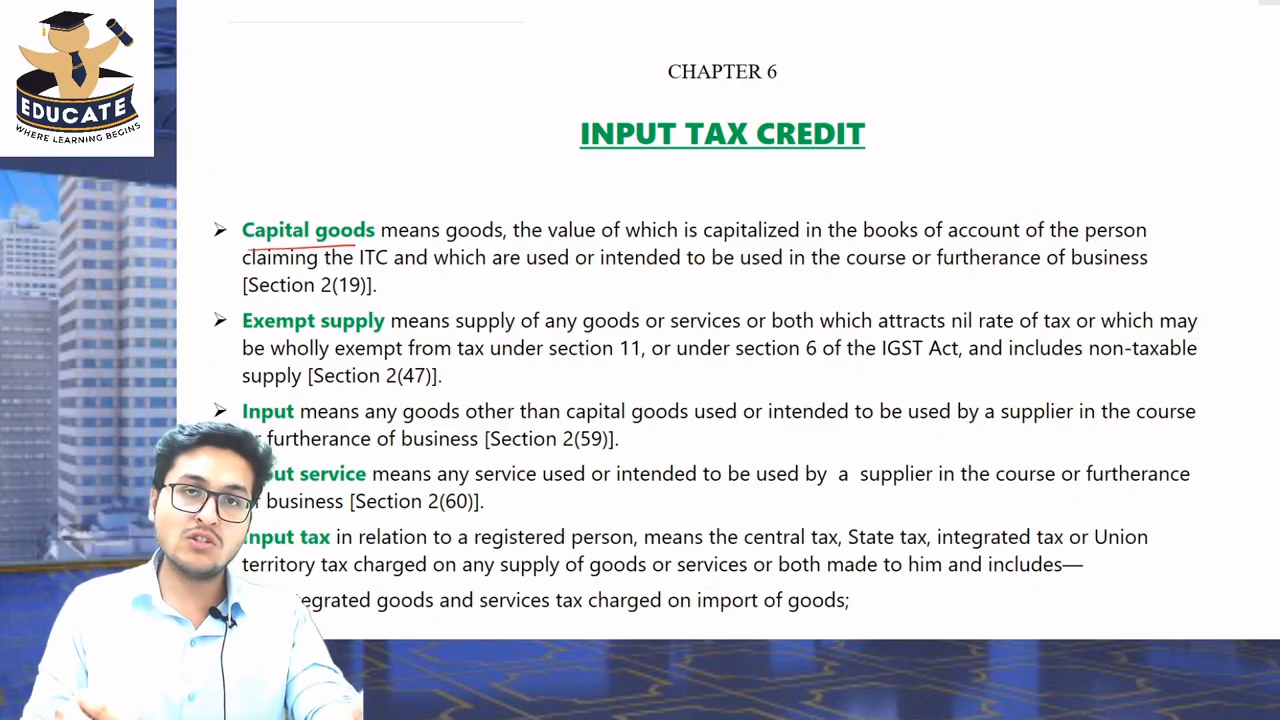 EDUCATE
WHERE LEARNING BEGINS
CHAPTER 6
INPUT TAX CREDIT
➢ Capital goods means goods, the value of which is capitalized in the books of account of the person
claiming the ITC and which are used or intended to be used in the course or furtherance of business
[Section 2(19)].
➢ Exempt supply means supply of any goods or services or both which attracts nil rate of tax or which may
be wholly exempt from tax under section 11, or under section 6 of the IGST Act, and includes non-taxable
supply [Section 2(47)].
➢ Input means any goods other than capital goods used or intended to be used by a supplier in the course
furtherance of business [Section 2(59)].
service means any service used or intended to be used by a supplier in the course or furtherance
business [Section 2(60)].
Input tax in relation to a registered person, means the central tax, State tax, integrated tax or Union
territory tax charged on any supply of goods or services or both made to him and includes—
goods and services tax charged on import of goods;